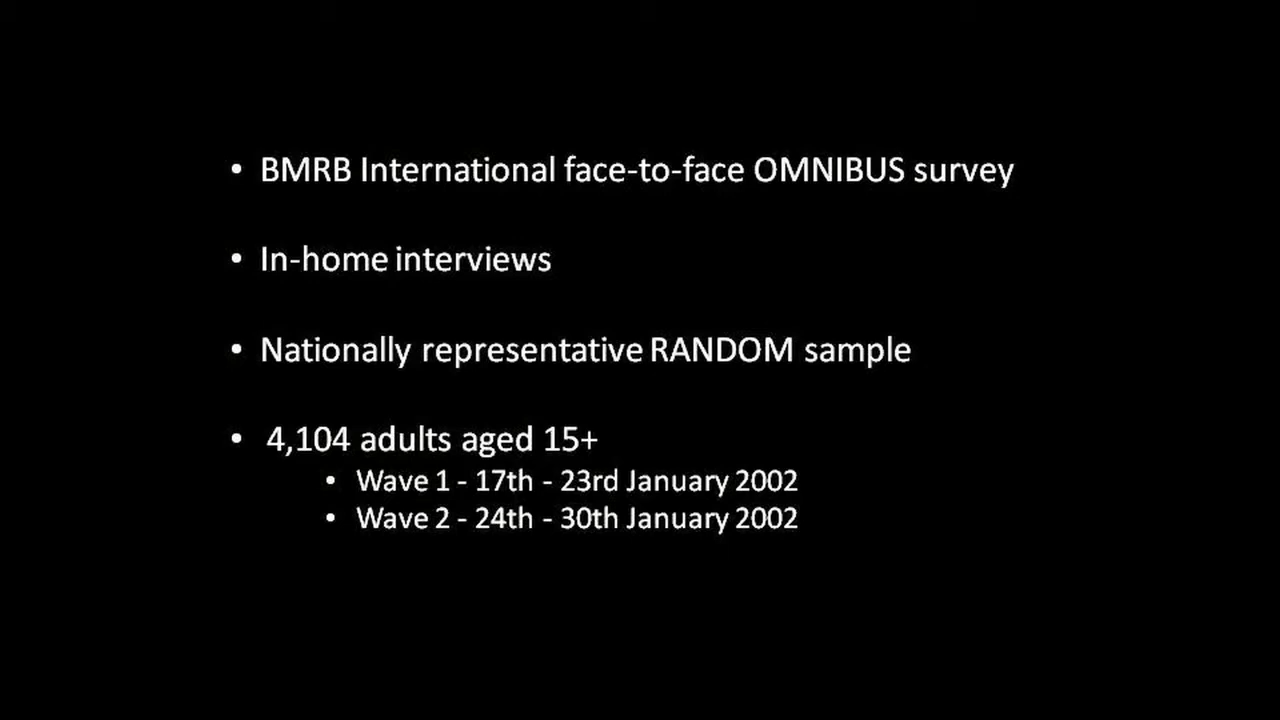 • BMRB International face-to-face OMNIBUS survey
• In-home interviews
• Nationally representative RANDOM sample
• 4,104 adults aged 15+
• Wave 1 - 17th - 23rd January 2002
• Wave 2 - 24th - 30th January 2002